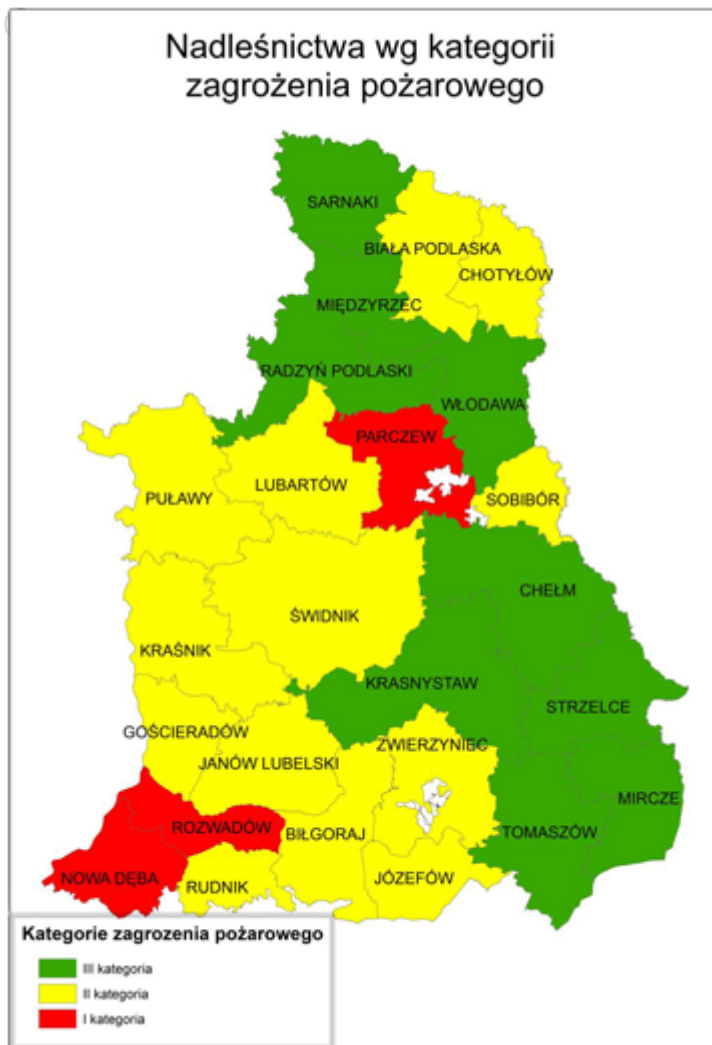 Nadleśnictwa wg kategorii
zagrożenia pożarowego
SARNAKI
BIAŁA PODLASKA
CHOTYŁÓW
MIĘDZYRZEC
RADZYŃ PODLASKI
WŁODAWA
PARCZEW
LUBARTÓW
PUŁAWY
SOBIBÓR
CHEŁM
ŚWIDNIK
KRAŚNIK
KRASNYSTAW
STRZELCE
GOŚCIERADÓW
ZWIERZYNIEC
JANÓW LUBELSKI
MIRCZE
ROZWADÓW
BIŁGORAJ
TOMASZÓW
NOWA DĘBA
RUDNIK
JÓZEFÓW
Kategorie zagrozenia pożarowego
III kategoria
II kategoria
I kategoria